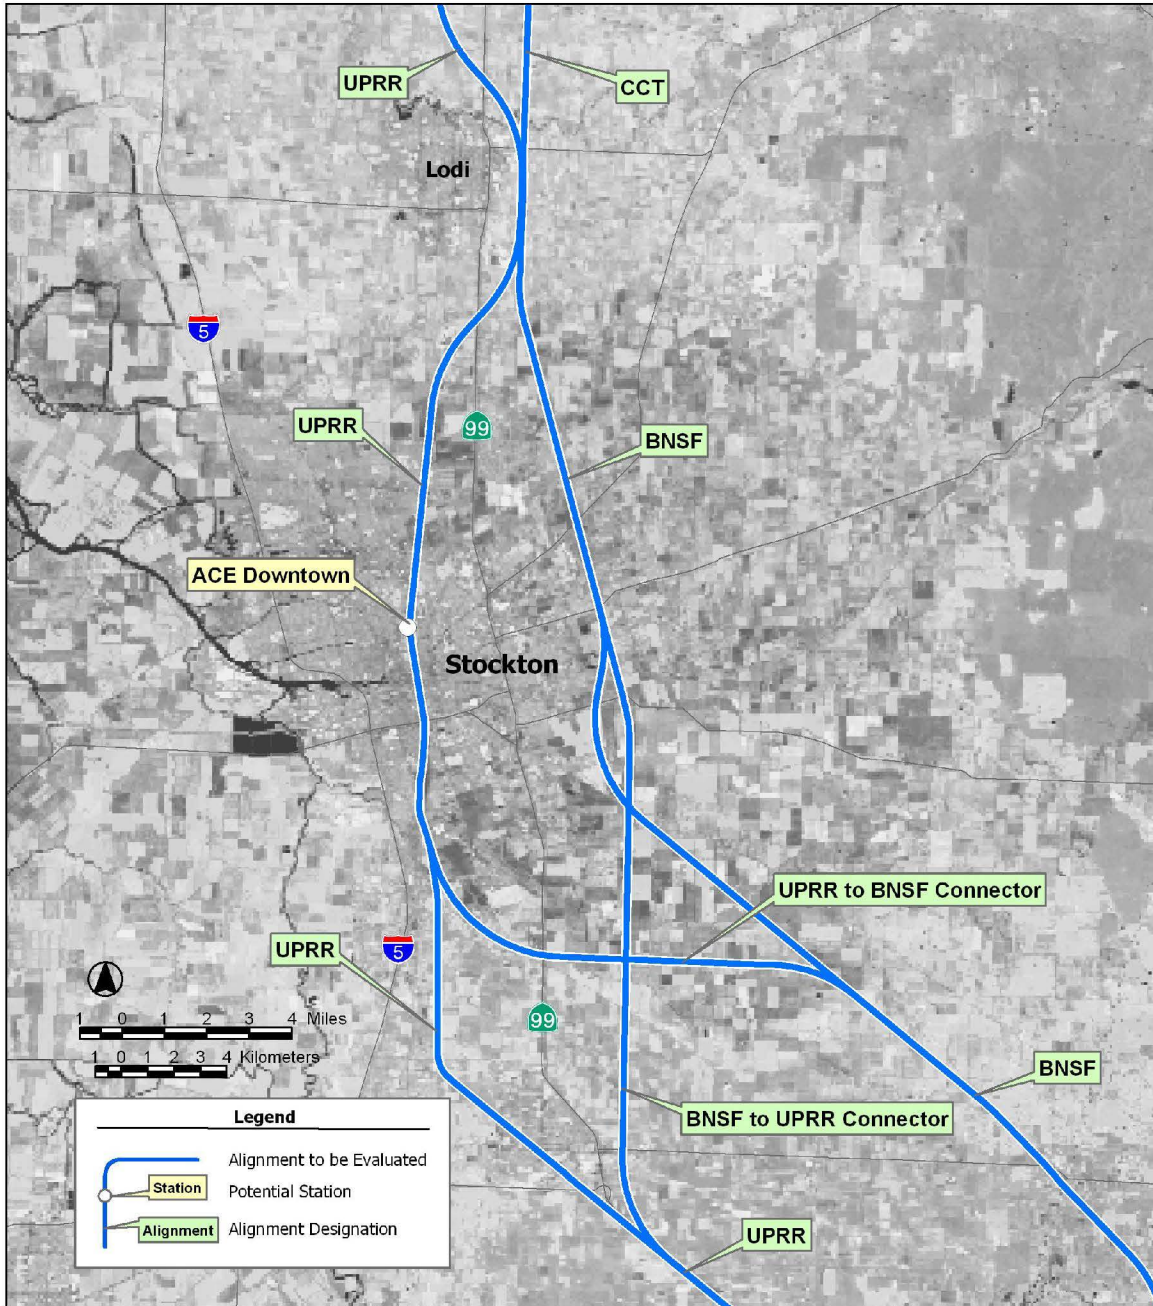 UPRR
CCT
Lodi
5
UPRR
99
BNSF
ACE Downtown
Stockton
UPRR to BNSF Connector
UPRR
5
99
1 0 1 2 3 4 Miles
1 0 1 2 3 4 Kilometers
BNSF
BNSF to UPRR Connector
Legend
Alignment to be Evaluated
Station Potential Station
Alignment Alignment Designation
UPRR